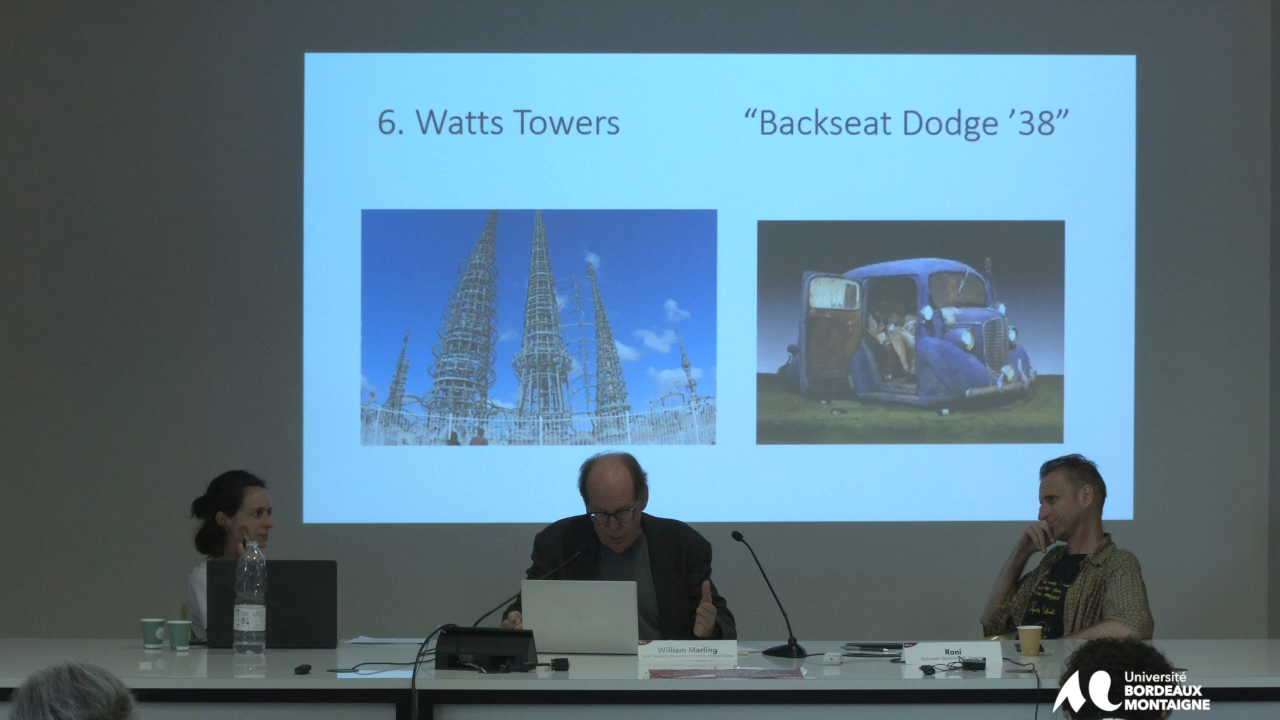 6. Watts Towers
“Backseat Dodge ’38”
William Marling
Roni
Université
BORDEAUX
MONTAIGNE